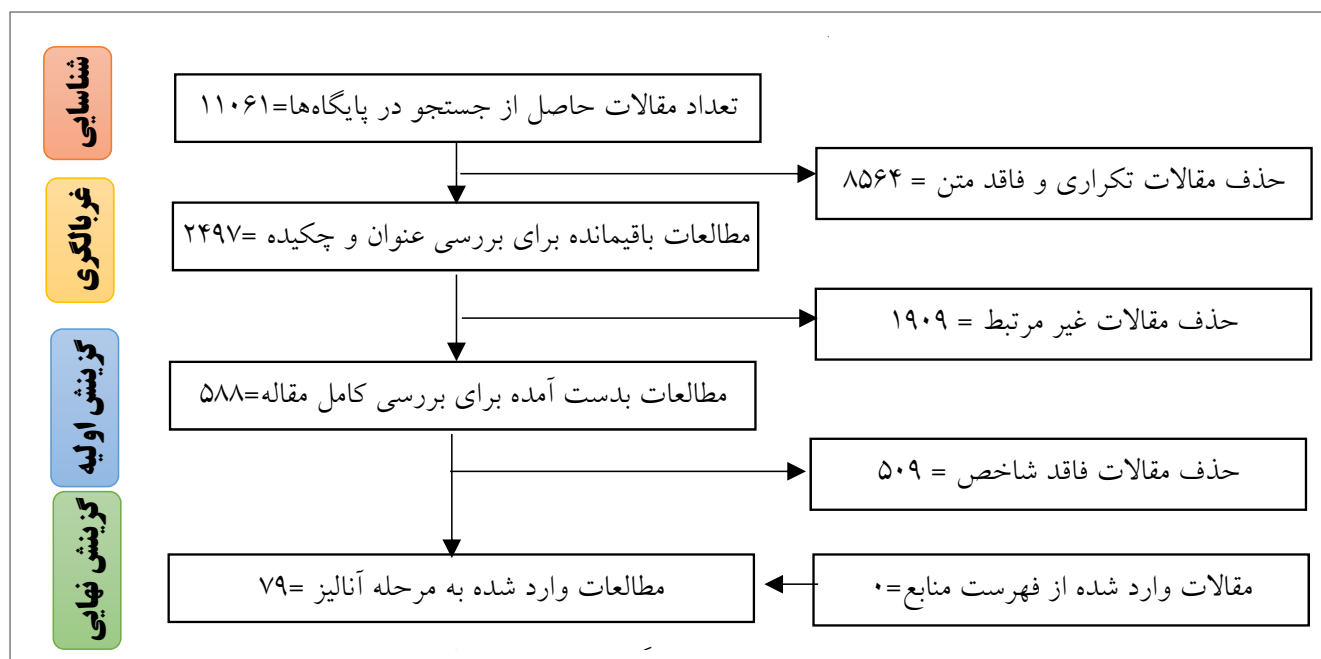 شناسایی
تعداد مقالات حاصل از جستجو در پایگاه‌ها=۱۱۰۶۱
حذف مقالات تکراری و فاقد متن = ۸۵۶۴
غربالگری
مطالعات باقیمانده برای بررسی عنوان و چکیده =۲۴۹۷
حذف مقالات غیر مرتبط = ۱۹۰۹
گزینش اولیه
مطالعات بدست آمده برای بررسی کامل مقاله=۵۸۸
حذف مقالات فاقد شاخص = ۵۰۹
گزینش نهایی
مقالات وارد شده از فهرست منابع=۰
مطالعات وارد شده به مرحله آنالیز =۷۹